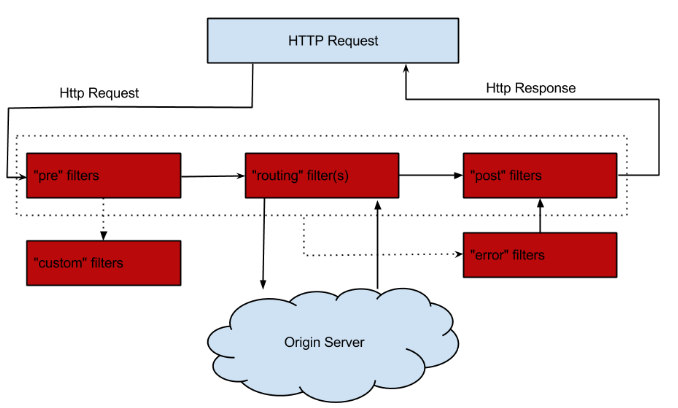 HTTP Request
Http Request
Http Response
"pre" filters
"routing" filter(s)
"post" filters
"custom" filters
"error" filters
Origin Server